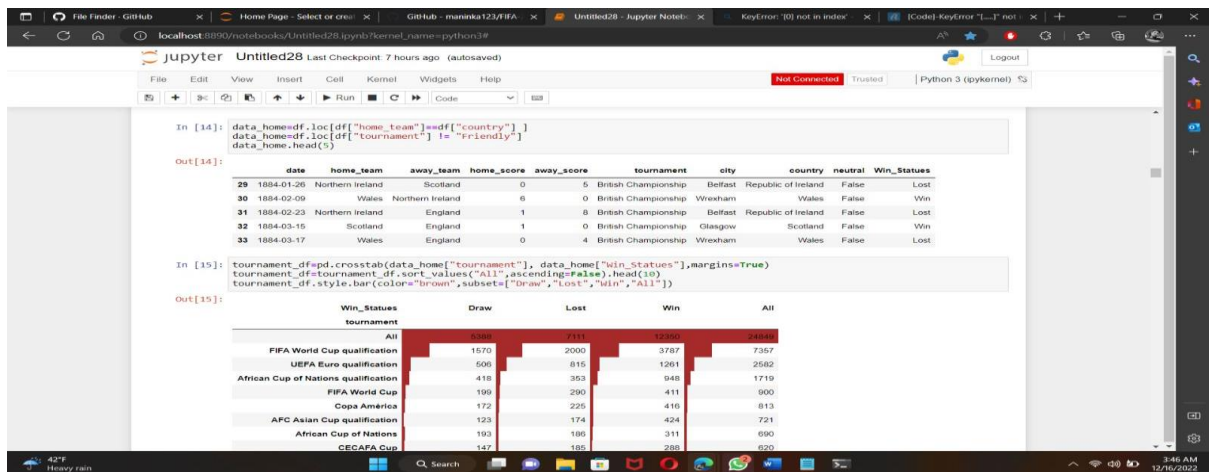 File Finder - GitHub
Home Page - Select or creat
GitHub - maninka123/FIFA-
Untitled28 - Jupyter Notebo
KeyError: "[0] not in index" -
[Code]-KeyError "[....]" not i
localhost:8890/notebooks/Untitled28.ipynb?kernel_name=python3#
jupyter Untitled28 Last Checkpoint: 7 hours ago (autosaved)
Logout
File Edit View Insert Cell Kernel Widgets Help
Not Connected Trusted Python 3 (ipykernel)
Run Code
In [14]: data_home=df.loc[df["home_team"]==df["country"] ]
data_home=df.loc[df["tournament"] != "Friendly"]
data_home.head(5)
Out[14]:
date home_team away_team home_score away_score tournament city country neutral Win_Statues
29 1884-01-26 Northern Ireland Scotland 0 5 British Championship Belfast Republic of Ireland False Lost
30 1884-02-09 Wales Northern Ireland 6 0 British Championship Wrexham Wales False Win
31 1884-02-23 Northern Ireland England 1 8 British Championship Belfast Republic of Ireland False Lost
32 1884-03-15 Scotland England 1 0 British Championship Glasgow Scotland False Win
33 1884-03-17 Wales England 0 4 British Championship Wrexham Wales False Lost
In [15]: tournament_df=pd.crosstab(data_home["tournament"], data_home["Win_Statues"],margins=True)
tournament_df=tournament_df.sort_values("All",ascending=False).head(10)
tournament_df.style.bar(color="brown",subset=["Draw","Lost","Win","All"])
Out[15]:
Win_Statues Draw Lost Win All
tournament
All 7111
FIFA World Cup qualification 1570 2000 3787 7357
UEFA Euro qualification 506 815 1261 2582
African Cup of Nations qualification 418 353 948 1719
FIFA World Cup 199 290 411 900
Copa América 172 225 416 813
AFC Asian Cup qualification 123 174 424 721
African Cup of Nations 193 186 311 690
CECAFA Cup 147 185 288 620
42°F
Heavy rain
Search
3:46 AM
12/16/2022